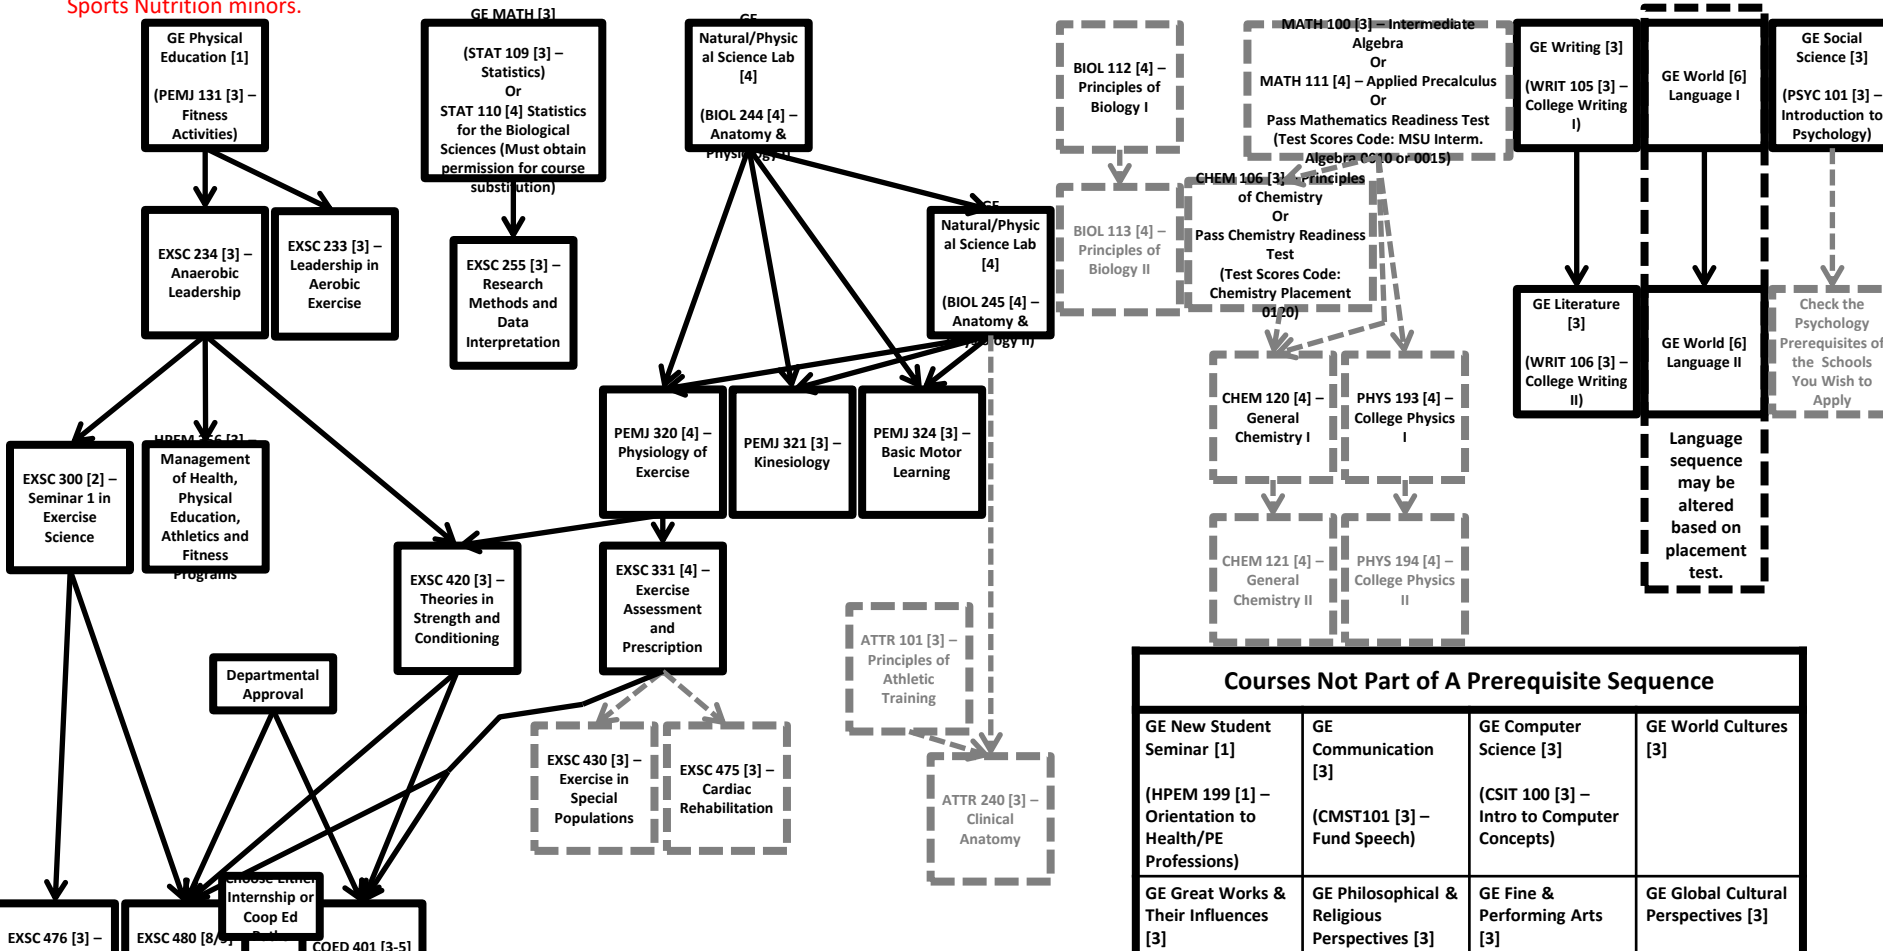 Sports Nutrition minors.
GE Physical
Education [1]
(PEMJ 131 [3] –
Fitness
Activities)
GE MATH [3]
(STAT 109 [3] –
Statistics)
Or
STAT 110 [4] Statistics
for the Biological
Sciences (Must obtain
permission for course
substitution)
GE
Natural/Physic
al Science Lab
[4]
(BIOL 244 [4] –
Anatomy &
BIOL 112 [4] –
Principles of
Biology I
MATH 100 [3] – Intermediate
Algebra
Or
MATH 111 [4] – Applied Precalculus
Or
Pass Mathematics Readiness Test
(Test Scores Code: MSU Interm.
Algebra 0010 or 0015)
GE Writing [3]
(WRIT 105 [3] –
College Writing
I)
GE World [6]
Language I
GE Social
Science [3]
(PSYC 101 [3] –
Introduction to
Psychology)
EXSC 234 [3] –
Anaerobic
Leadership
EXSC 233 [3] –
Leadership in
Aerobic
Exercise
EXSC 255 [3] –
Research
Methods and
Data
Interpretation
GE
Natural/Physic
al Science Lab
[4]
(BIOL 245 [4] –
Anatomy &
BIOL 113 [4] –
Principles of
Biology II
CHEM 106 [3] – Principles
of Chemistry
Or
Pass Chemistry Readiness
Test
(Test Scores Code:
Chemistry Placement
0120)
GE Literature
[3]
(WRIT 106 [3] –
College Writing
II)
GE World [6]
Language II
Check the
Psychology
Prerequisites of
the Schools
You Wish to
Apply
Language
sequence
may be
altered
based on
placement
test.
EXSC 300 [2] –
Seminar 1 in
Exercise
Science
Management
of Health,
Physical
Education,
Athletics and
Fitness
Programs
PEMJ 320 [4] –
Physiology of
Exercise
PEMJ 321 [3] –
Kinesiology
PEMJ 324 [3] –
Basic Motor
Learning
CHEM 120 [4] –
General
Chemistry I
PHYS 193 [4] –
College Physics
I
EXSC 420 [3] –
Theories in
Strength and
Conditioning
EXSC 331 [4] –
Exercise
Assessment
and
Prescription
CHEM 121 [4] –
General
Chemistry II
PHYS 194 [4] –
College Physics
II
Departmental
Approval
ATTR 101 [3] –
Principles of
Athletic
Training
EXSC 430 [3] –
Exercise in
Special
Populations
EXSC 475 [3] –
Cardiac
Rehabilitation
ATTR 240 [3] –
Clinical
Anatomy
Courses Not Part of A Prerequisite Sequence
GE New Student
Seminar [1]
(HPEM 199 [1] –
Orientation to
Health/PE
Professions)
GE
Communication
[3]
(CMST101 [3] –
Fund Speech)
GE Computer
Science [3]
(CSIT 100 [3] –
Intro to Computer
Concepts)
GE World Cultures
[3]
GE Great Works &
Their Influences
[3]
GE Philosophical &
Religious
Perspectives [3]
GE Fine &
Performing Arts
[3]
GE Global Cultural
Perspectives [3]
EXSC 476 [3] –
EXSC 480
Choose Either
Internship or
Coop Ed
COED 401 [3-5]